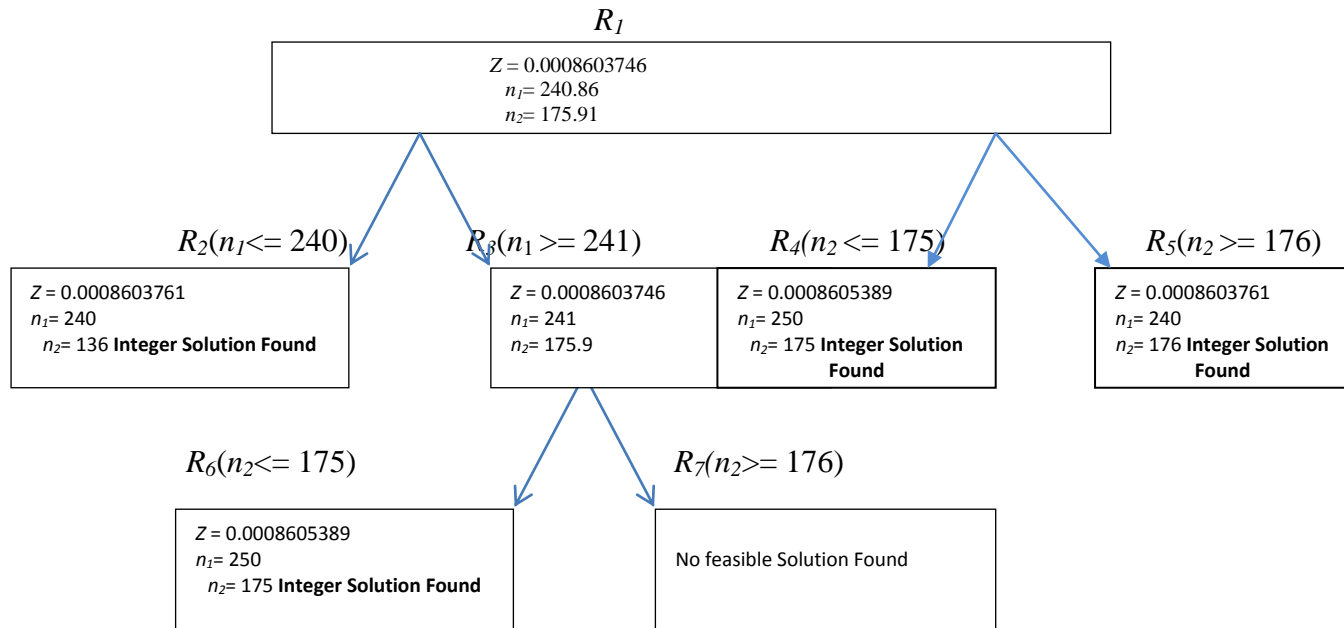 R1
Z = 0.0008603746
n1= 240.86
n2= 175.91
R2(n1<= 240)
R3(n1 >= 241)
R4(n2 <= 175)
R5(n2 >= 176)
Z = 0.0008603761
n1= 240
n2= 136 Integer Solution Found
Z = 0.0008603746
n1= 241
n2= 175.9
Z = 0.0008605389
n1= 250
n2= 175 Integer Solution
Found
Z = 0.0008603761
n1= 240
n2= 176 Integer Solution
Found
R6(n2<= 175)
R7(n2>= 176)
Z = 0.0008605389
n1= 250
n2= 175 Integer Solution Found
No feasible Solution Found